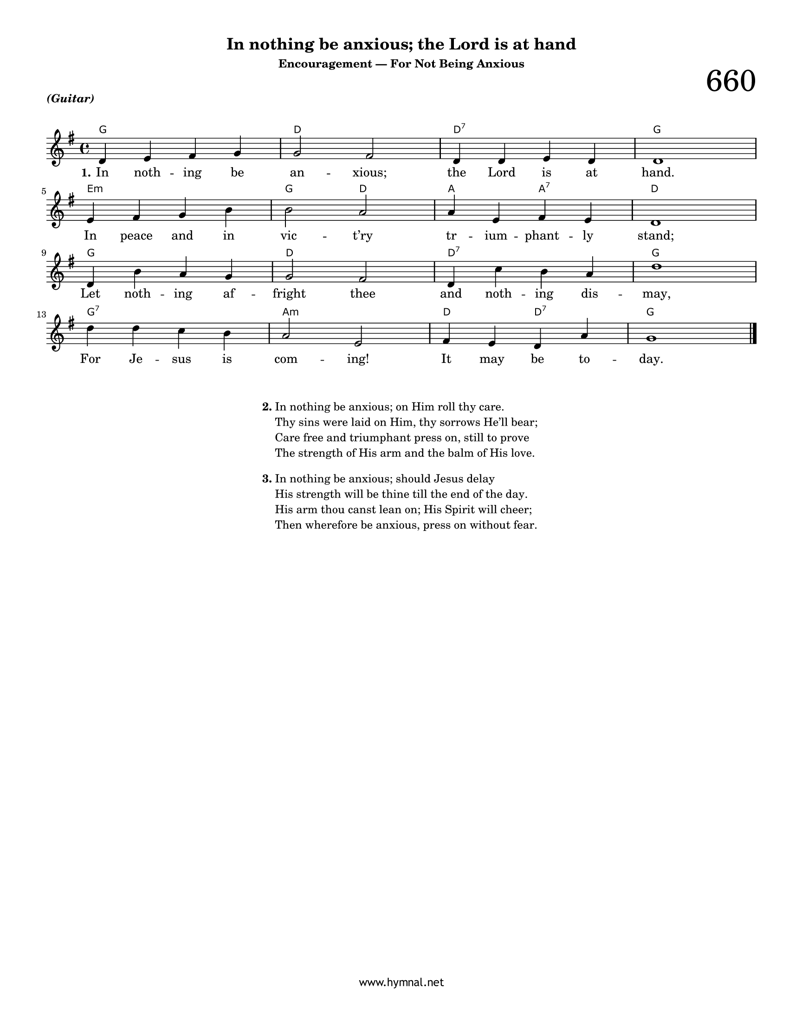 In nothing be anxious; the Lord is at hand
Encouragement — For Not Being Anxious
660
(Guitar)
G D D7 G
1. In noth - ing be an - xious; the Lord is at hand.
5 Em G D A A7 D
In peace and in vic - t'ry tr - ium - phant - ly stand;
9 G D D7 G
Let noth - ing af - fright thee and noth - ing dis - may,
13 G7 Am D D7 G
For Je - sus is com - ing! It may be to - day.
2. In nothing be anxious; on Him roll thy care.
Thy sins were laid on Him, thy sorrows He'll bear;
Care free and triumphant press on, still to prove
The strength of His arm and the balm of His love.
3. In nothing be anxious; should Jesus delay
His strength will be thine till the end of the day.
His arm thou canst lean on; His Spirit will cheer;
Then wherefore be anxious, press on without fear.
www.hymnal.net